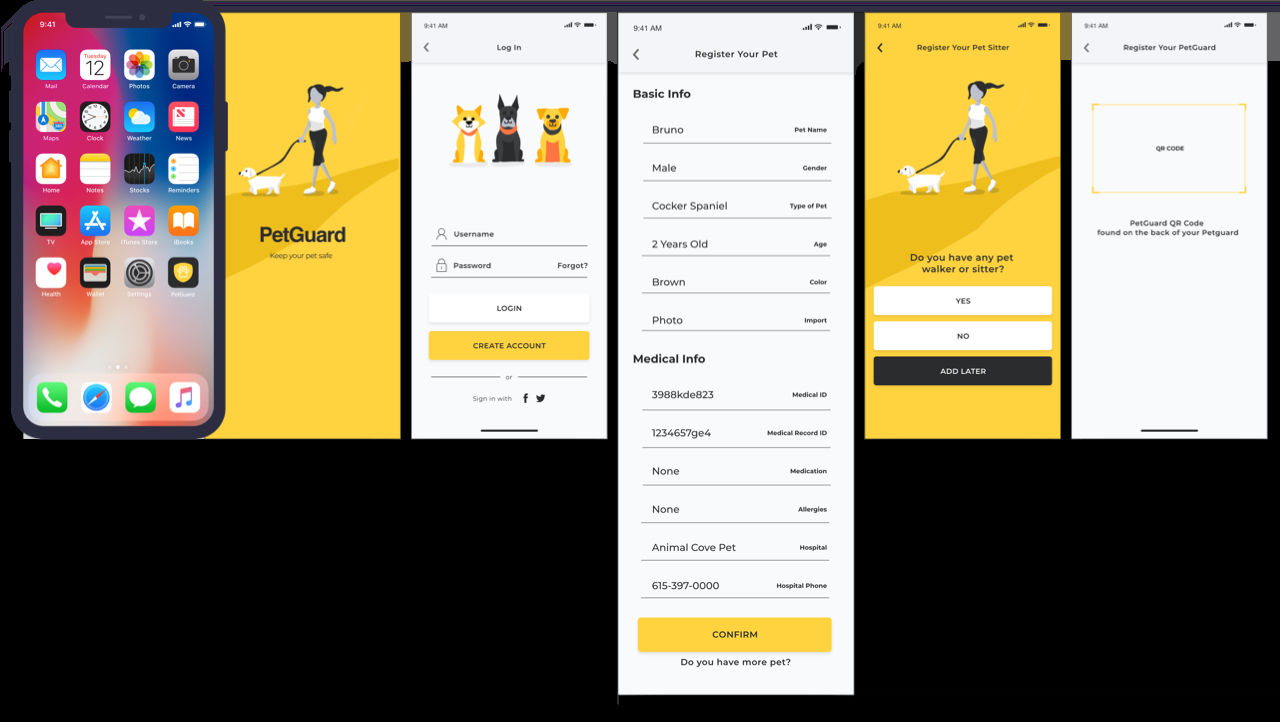 9:41
Tuesday
12
Mail
Calendar
Photos
Camera
Maps
Clock
Weather
News
Home
Notes
Stocks
Reminders
TV
App Store
iTunes Store
iBooks
Health
Wallet
Settings
PetGuard
PetGuard
Keep your pet safe
9:41 AM
Log In
Username
Password Forgot?
LOGIN
CREATE ACCOUNT
or
Sign in with
9:41 AM
Register Your Pet
Basic Info
Bruno Pet Name
Male Gender
Cocker Spaniel Type of Pet
2 Years Old Age
Brown Color
Photo Import
Medical Info
3988kde823 Medical ID
1234657ge4 Medical Record ID
None Medication
None Allergies
Animal Cove Pet Hospital
615-397-0000 Hospital Phone
CONFIRM
Do you have more pet?
9:41 AM
Register Your Pet Sitter
Do you have any pet
walker or sitter?
YES
NO
ADD LATER
9:41 AM
Register Your PetGuard
QR CODE
PetGuard QR Code
found on the back of your Petguard